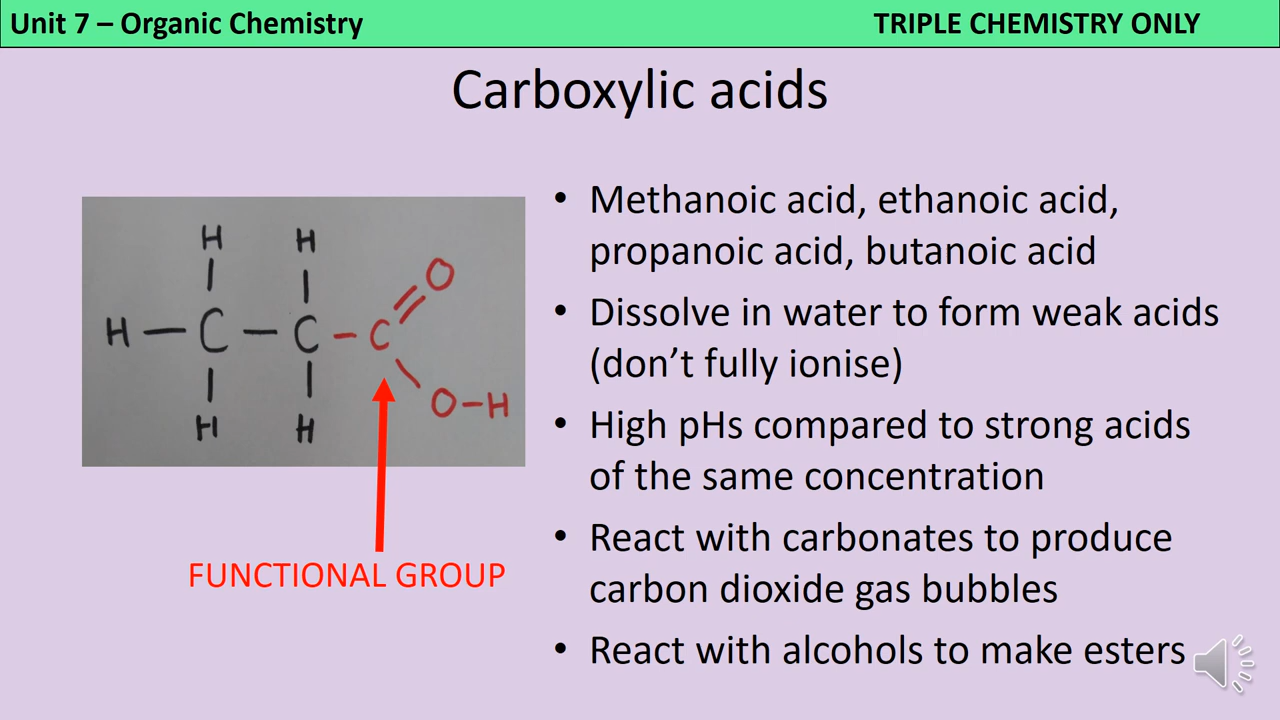 Unit 7 – Organic Chemistry
TRIPLE CHEMISTRY ONLY
Carboxylic acids
H H
O
H — C — C — C
O – H
H H
FUNCTIONAL GROUP
• Methanoic acid, ethanoic acid,
propanoic acid, butanoic acid
• Dissolve in water to form weak acids
(don’t fully ionise)
• High pHs compared to strong acids
of the same concentration
• React with carbonates to produce
carbon dioxide gas bubbles
• React with alcohols to make esters